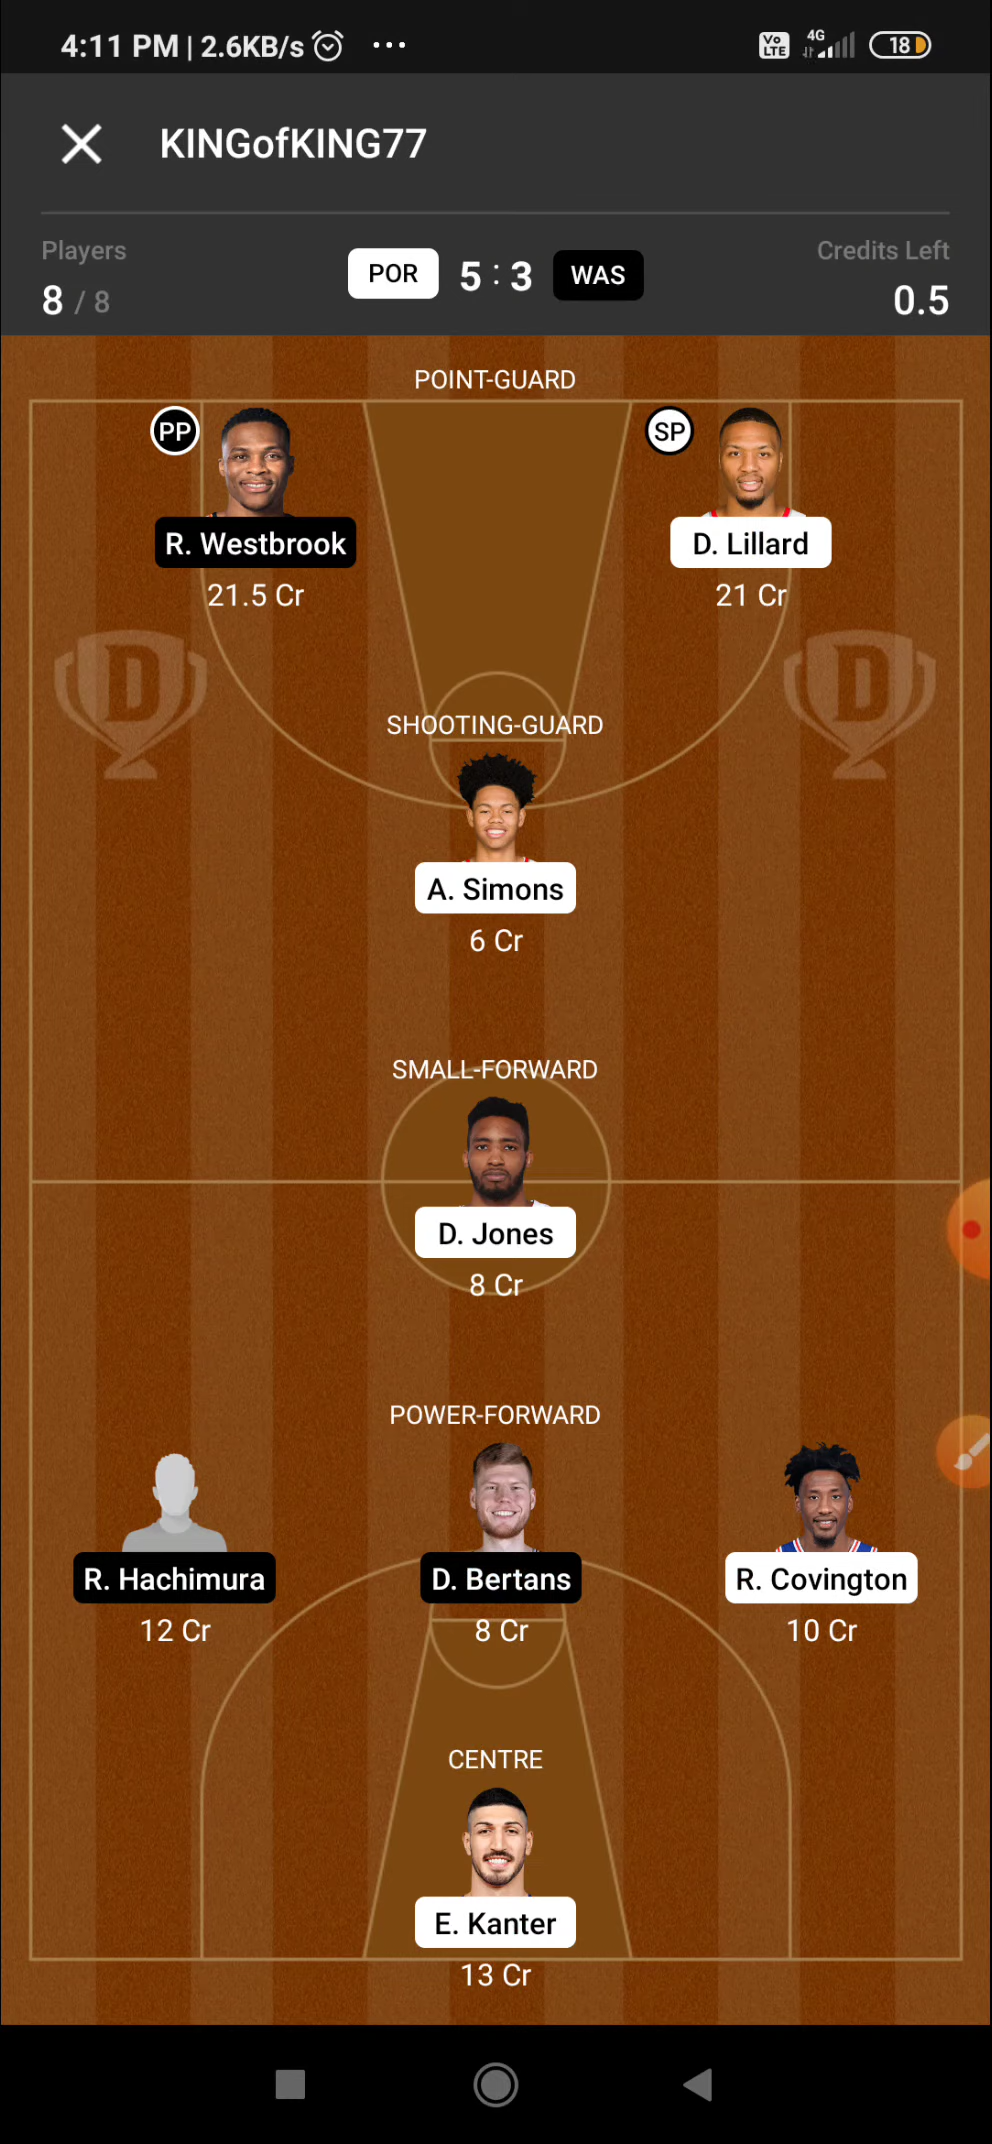 4:11 PM | 2.6KB/s ...
Vo LTE 4G 18
KINGofKING77
Players
Credits Left
8 / 8
POR 5 : 3 WAS
0.5
POINT-GUARD
PP
SP
R. Westbrook
D. Lillard
21.5 Cr
21 Cr
D
D
SHOOTING-GUARD
A. Simons
6 Cr
SMALL-FORWARD
D. Jones
8 Cr
POWER-FORWARD
R. Hachimura
D. Bertans
R. Covington
12 Cr
8 Cr
10 Cr
CENTRE
E. Kanter
13 Cr